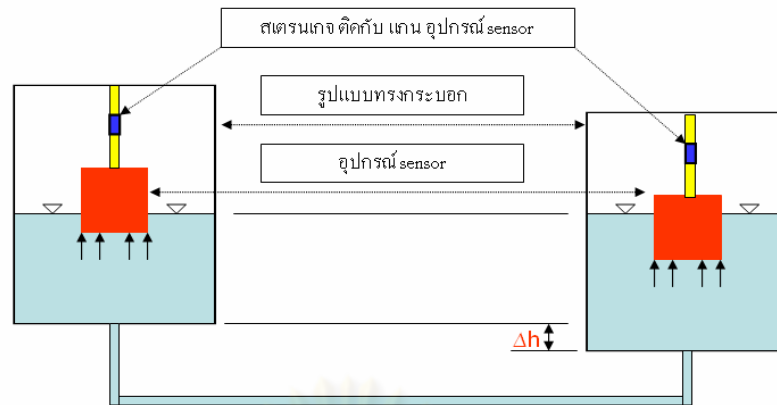 สเตรนเกจ ติดกับ แกน อุปกรณ์ sensor
รูปแบบทรงกระบอก
อุปกรณ์ sensor
Δh